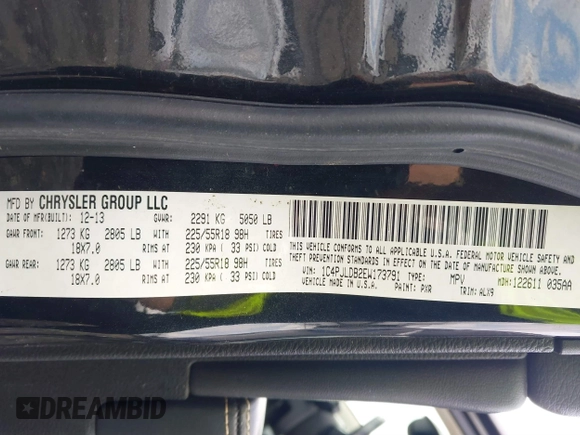 MFD BY CHRYSLER GROUP LLC
DATE OF MFR(BUILT): 12-13 GVWR: 2291 KG 5050 LB
GAWR FRONT: 1273 KG 2805 LB WITH 225/55R18 98H TIRES
18X7.0 RIMS AT 230 KPA ( 33 PSI) COLD
GAWR REAR: 1273 KG 2805 LB WITH 225/55R18 98H TIRES
18X7.0 RIMS AT 230 KPA ( 33 PSI) COLD
THIS VEHICLE CONFORMS TO ALL APPLICABLE U.S.A. FEDERAL MOTOR VEHICLE SAFETY, BUMPER AND
THEFT PREVENTION STANDARDS IN EFFECT ON THE DATE OF MANUFACTURE SHOWN ABOVE.
VIN: 1C4PJLDB2EW173791 TYPE: MPV MDH:122611 035AA
VEHICLE MADE IN U.S.A. PAINT: PXR TRIM: ALX9
DREAMBID